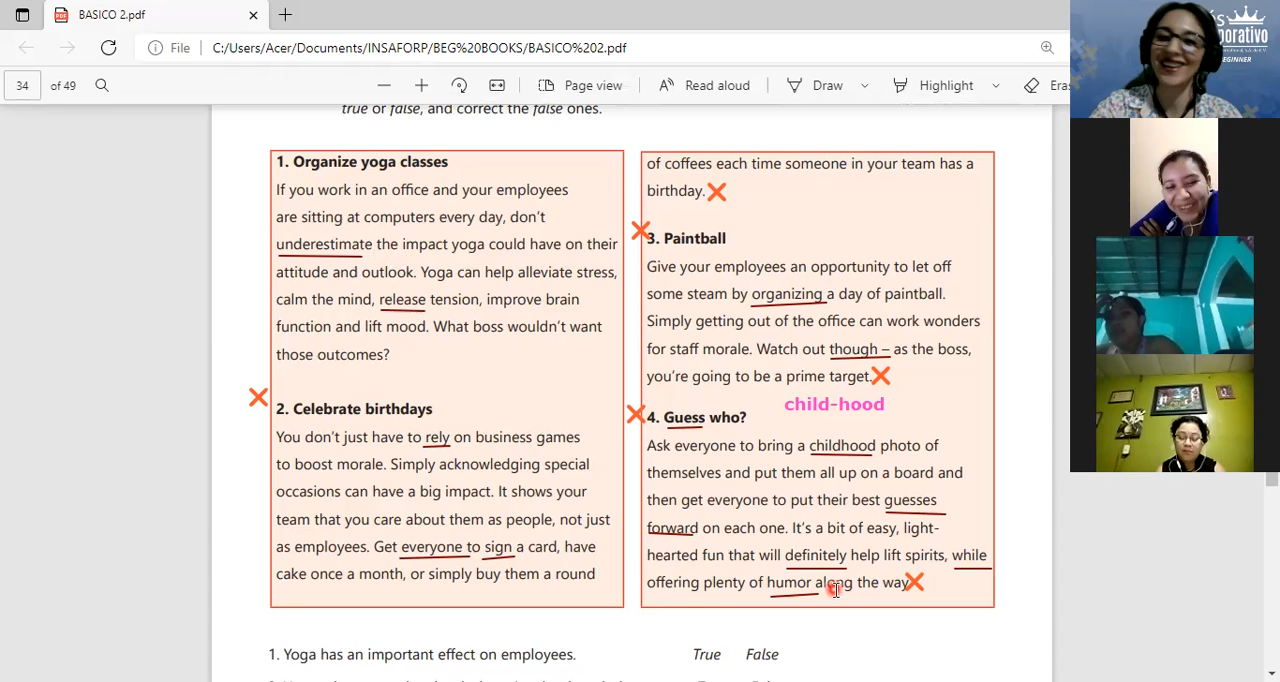 BASICO 2.pdf
File
C:/Users/Acer/Documents/INSAFORP/BEG%20BOOKS/BASICO%202.pdf
34 of 49
Page view
Read aloud
Draw
Highlight
true or false, and correct the false ones.
1. Organize yoga classes
If you work in an office and your employees
are sitting at computers every day, don't
underestimate the impact yoga could have on their
attitude and outlook. Yoga can help alleviate stress,
calm the mind, release tension, improve brain
function and lift mood. What boss wouldn't want
those outcomes?
2. Celebrate birthdays
You don't just have to rely on business games
to boost morale. Simply acknowledging special
occasions can have a big impact. It shows your
team that you care about them as people, not just
as employees. Get everyone to sign a card, have
cake once a month, or simply buy them a round
of coffees each time someone in your team has a
birthday.
3. Paintball
Give your employees an opportunity to let off
some steam by organizing a day of paintball.
Simply getting out of the office can work wonders
for staff morale. Watch out though – as the boss,
you're going to be a prime target.
child-hood
4. Guess who?
Ask everyone to bring a childhood photo of
themselves and put them all up on a board and
then get everyone to put their best guesses
forward on each one. It's a bit of easy, light-
hearted fun that will definitely help lift spirits, while
offering plenty of humor along the way
1. Yoga has an important effect on employees.
True False